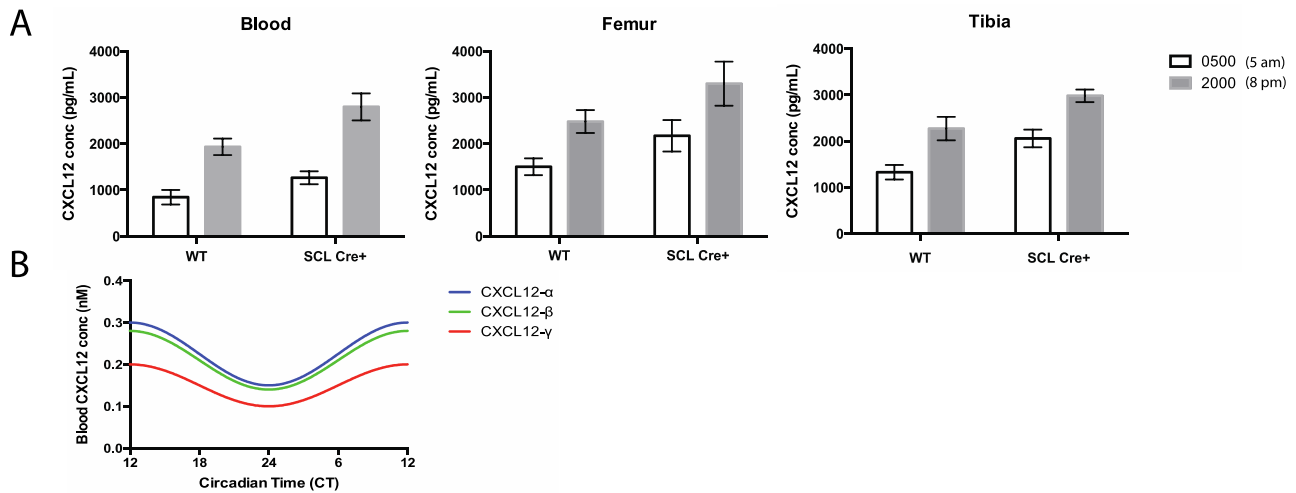 A
Blood
CXCL12 conc (pg/mL)
4000
3000
2000
1000
0
WT
SCL Cre+
Femur
CXCL12 conc (pg/mL)
4000
3000
2000
1000
0
WT
SCL Cre+
Tibia
CXCL12 conc (pg/mL)
4000
3000
2000
1000
0
WT
SCL Cre+
0500 (5 am)
2000 (8 pm)
B
Blood CXCL12 conc (nM)
0.4
0.3
0.2
0.1
0.0
12 18 24 6 12
Circadian Time (CT)
CXCL12-α
CXCL12-β
CXCL12-γ